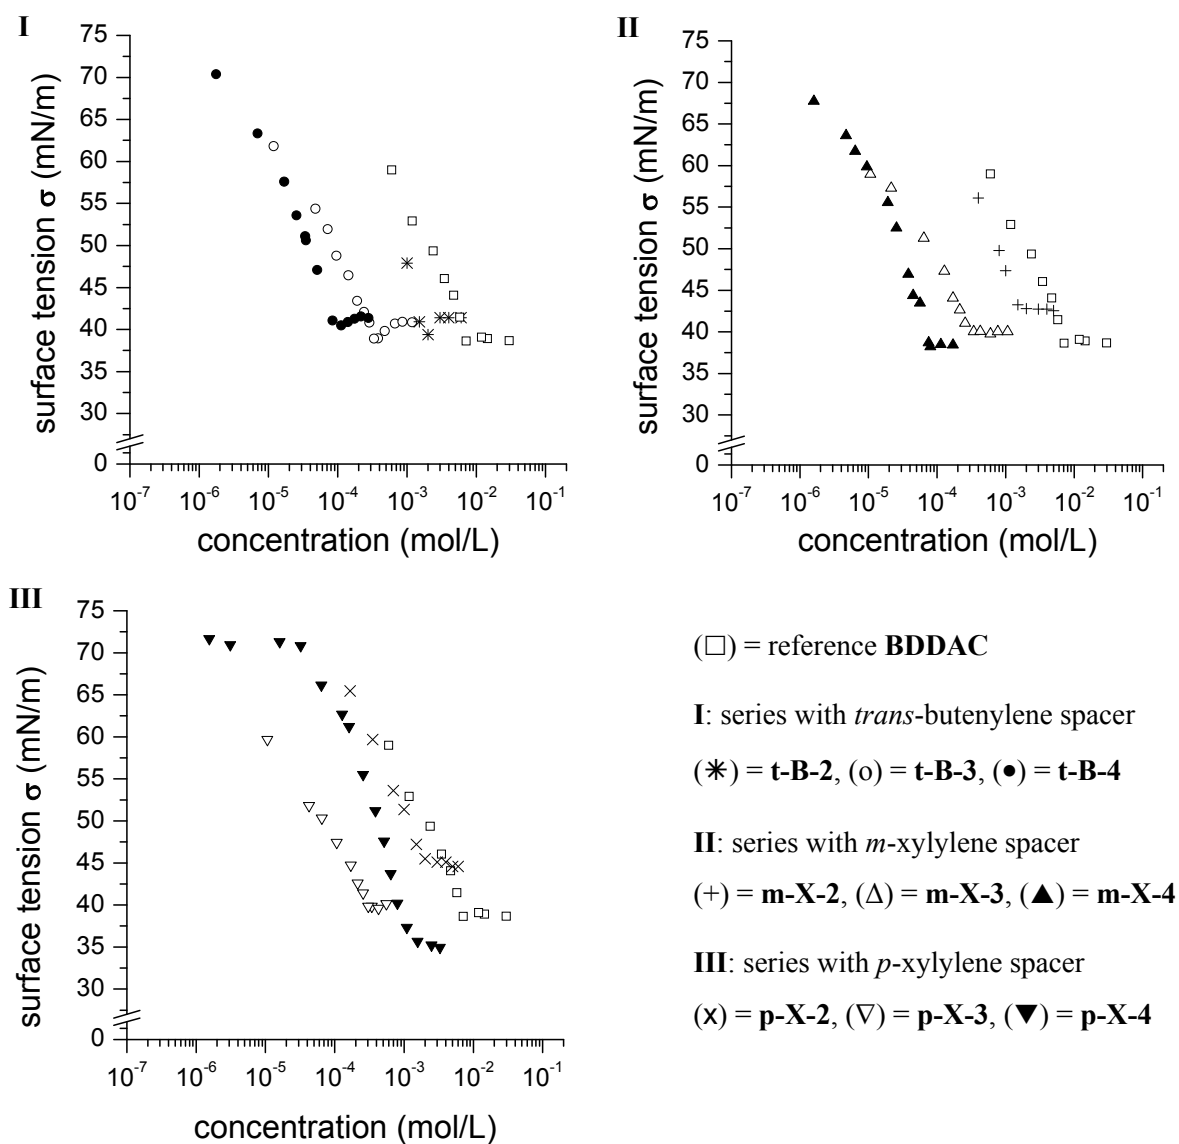 I
75
70
65
60
55
50
45
40
35
30
0
surface tension σ (mN/m)
10⁻⁷ 10⁻⁶ 10⁻⁵ 10⁻⁴ 10⁻³ 10⁻² 10⁻¹
concentration (mol/L)
II
75
70
65
60
55
50
45
40
35
30
0
surface tension σ (mN/m)
10⁻⁷ 10⁻⁶ 10⁻⁵ 10⁻⁴ 10⁻³ 10⁻² 10⁻¹
concentration (mol/L)
III
75
70
65
60
55
50
45
40
35
30
0
surface tension σ (mN/m)
10⁻⁷ 10⁻⁶ 10⁻⁵ 10⁻⁴ 10⁻³ 10⁻² 10⁻¹
concentration (mol/L)
(□) = reference BDDAC
I: series with trans-butenylene spacer
(∗) = t-B-2, (o) = t-B-3, (●) = t-B-4
II: series with m-xylylene spacer
(+) = m-X-2, (Δ) = m-X-3, (▲) = m-X-4
III: series with p-xylylene spacer
(x) = p-X-2, (∇) = p-X-3, (▼) = p-X-4